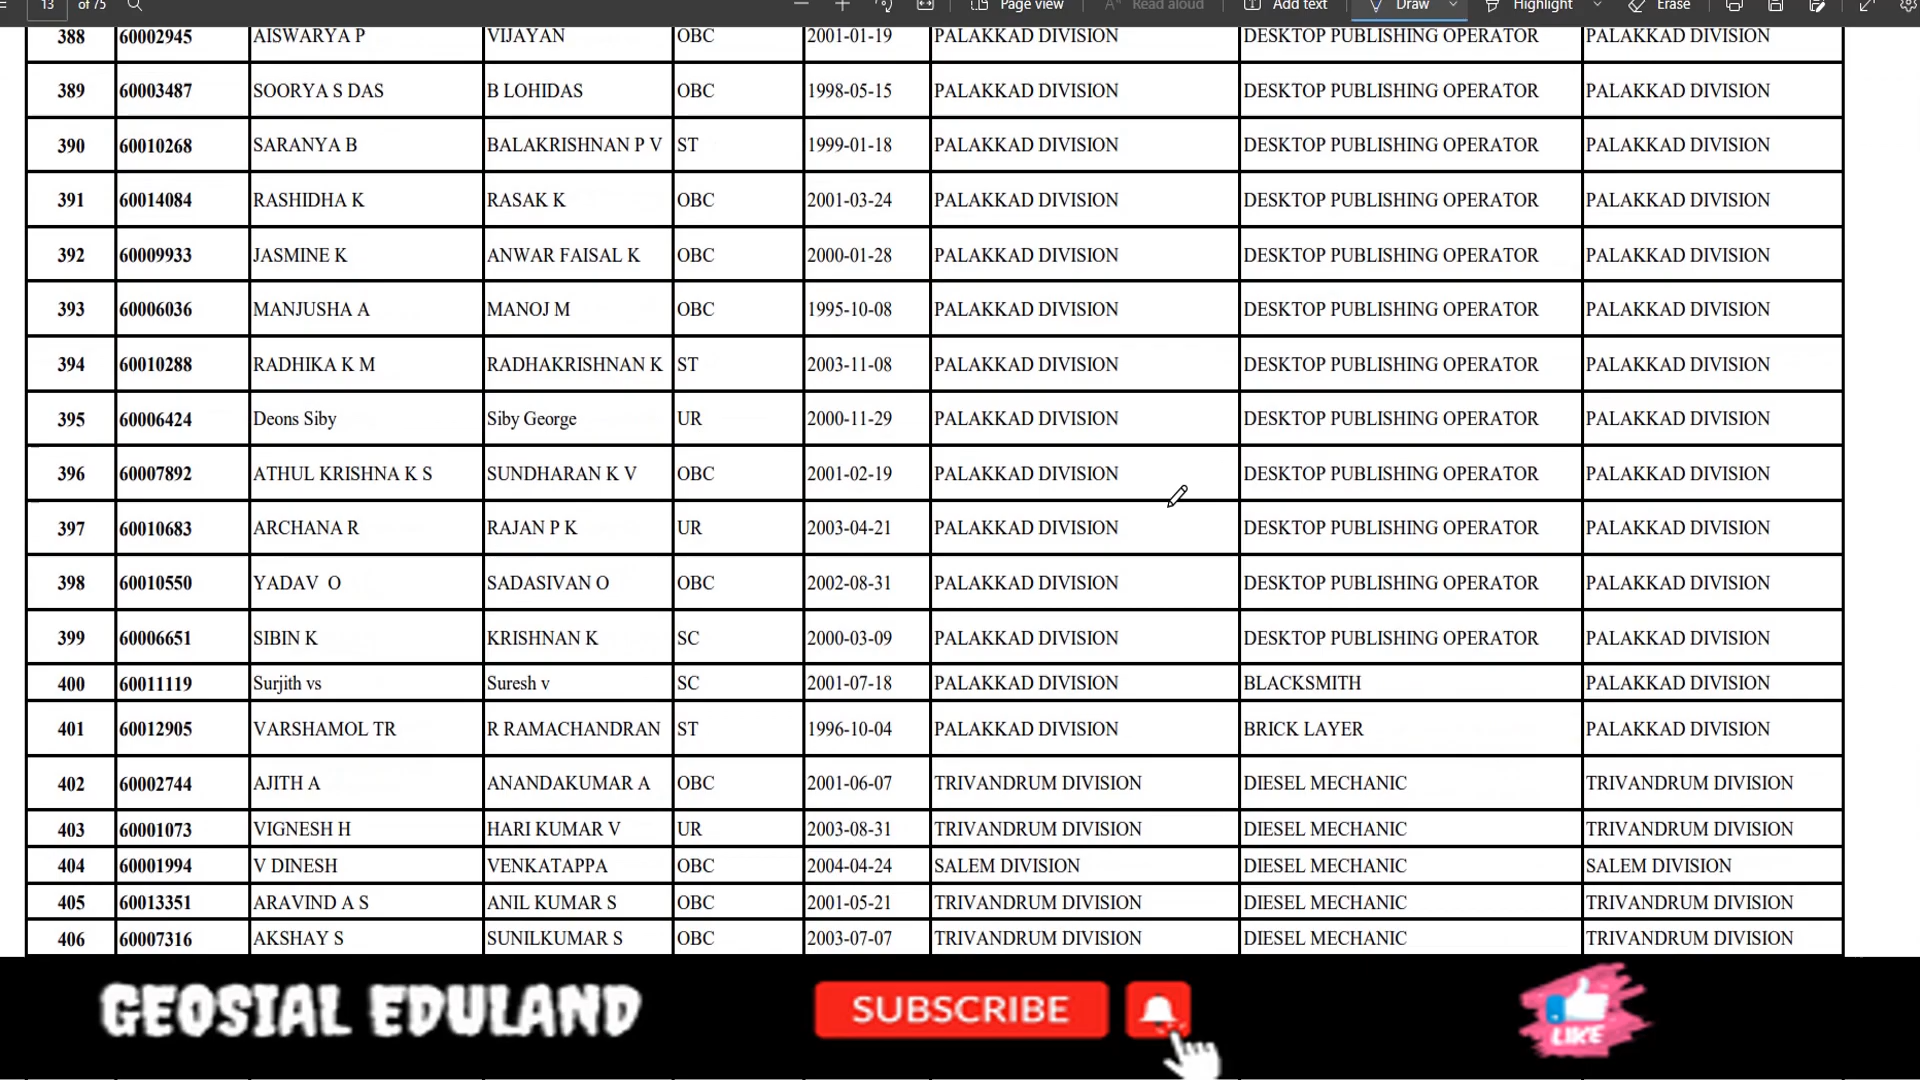 13 of 75 Page view Read aloud Add text Draw Highlight Erase
388 60002945 AISWARYA P VIJAYAN OBC 2001-01-19 PALAKKAD DIVISION DESKTOP PUBLISHING OPERATOR PALAKKAD DIVISION
389 60003487 SOORYA S DAS B LOHIDAS OBC 1998-05-15 PALAKKAD DIVISION DESKTOP PUBLISHING OPERATOR PALAKKAD DIVISION
390 60010268 SARANYA B BALAKRISHNAN P V ST 1999-01-18 PALAKKAD DIVISION DESKTOP PUBLISHING OPERATOR PALAKKAD DIVISION
391 60014084 RASHIDHA K RASAK K OBC 2001-03-24 PALAKKAD DIVISION DESKTOP PUBLISHING OPERATOR PALAKKAD DIVISION
392 60009933 JASMINE K ANWAR FAISAL K OBC 2000-01-28 PALAKKAD DIVISION DESKTOP PUBLISHING OPERATOR PALAKKAD DIVISION
393 60006036 MANJUSHA A MANOJ M OBC 1995-10-08 PALAKKAD DIVISION DESKTOP PUBLISHING OPERATOR PALAKKAD DIVISION
394 60010288 RADHIKA K M RADHAKRISHNAN K ST 2003-11-08 PALAKKAD DIVISION DESKTOP PUBLISHING OPERATOR PALAKKAD DIVISION
395 60006424 Deons Siby Siby George UR 2000-11-29 PALAKKAD DIVISION DESKTOP PUBLISHING OPERATOR PALAKKAD DIVISION
396 60007892 ATHUL KRISHNA K S SUNDHARAN K V OBC 2001-02-19 PALAKKAD DIVISION DESKTOP PUBLISHING OPERATOR PALAKKAD DIVISION
397 60010683 ARCHANA R RAJAN P K UR 2003-04-21 PALAKKAD DIVISION DESKTOP PUBLISHING OPERATOR PALAKKAD DIVISION
398 60010550 YADAV O SADASIVAN O OBC 2002-08-31 PALAKKAD DIVISION DESKTOP PUBLISHING OPERATOR PALAKKAD DIVISION
399 60006651 SIBIN K KRISHNAN K SC 2000-03-09 PALAKKAD DIVISION DESKTOP PUBLISHING OPERATOR PALAKKAD DIVISION
400 60011119 Surjith vs Suresh v SC 2001-07-18 PALAKKAD DIVISION BLACKSMITH PALAKKAD DIVISION
401 60012905 VARSHAMOL TR R RAMACHANDRAN ST 1996-10-04 PALAKKAD DIVISION BRICK LAYER PALAKKAD DIVISION
402 60002744 AJITH A ANANDAKUMAR A OBC 2001-06-07 TRIVANDRUM DIVISION DIESEL MECHANIC TRIVANDRUM DIVISION
403 60001073 VIGNESH H HARI KUMAR V UR 2003-08-31 TRIVANDRUM DIVISION DIESEL MECHANIC TRIVANDRUM DIVISION
404 60001994 V DINESH VENKATAPPA OBC 2004-04-24 SALEM DIVISION DIESEL MECHANIC SALEM DIVISION
405 60013351 ARAVIND A S ANIL KUMAR S OBC 2001-05-21 TRIVANDRUM DIVISION DIESEL MECHANIC TRIVANDRUM DIVISION
406 60007316 AKSHAY S SUNILKUMAR S OBC 2003-07-07 TRIVANDRUM DIVISION DIESEL MECHANIC TRIVANDRUM DIVISION
GEOSIAL EDULAND SUBSCRIBE LIKE